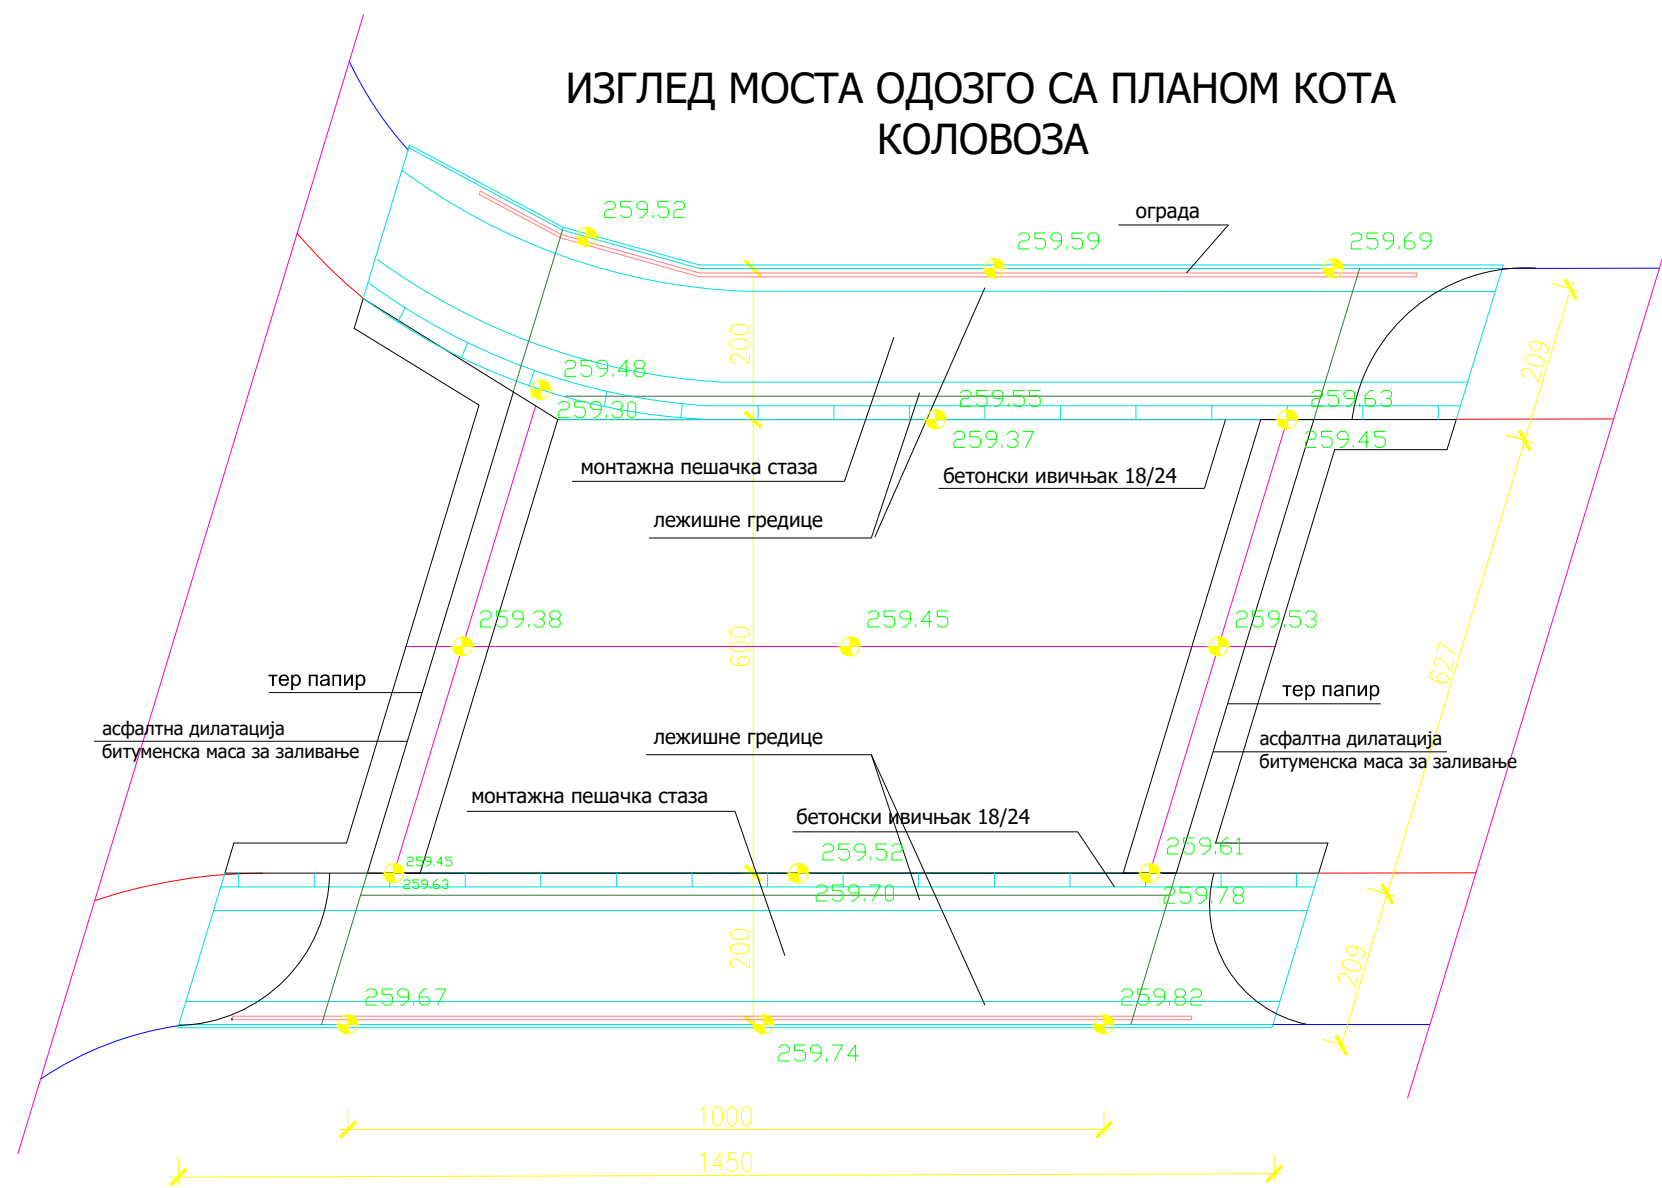 ИЗГЛЕД МОСТА ОДОЗГО СА ПЛАНОМ КОТА
КОЛОВОЗА
259.52
ограда
259.59
259.69
200
209
259.48
259.30
259.55
259.63
259.37
259.45
монтажна пешачка стаза
бетонски ивичњак 18/24
лежишне гредице
259.38
259.45
259.53
600
627
тер папир
тер папир
асфалтна дилатација
битуменска маса за заливање
лежишне гредице
асфалтна дилатација
битуменска маса за заливање
монтажна пешачка стаза
бетонски ивичњак 18/24
259.45
259.52
259.61
259.63
259.70
259.78
200
209
259.67
259.82
259.74
1000
1450